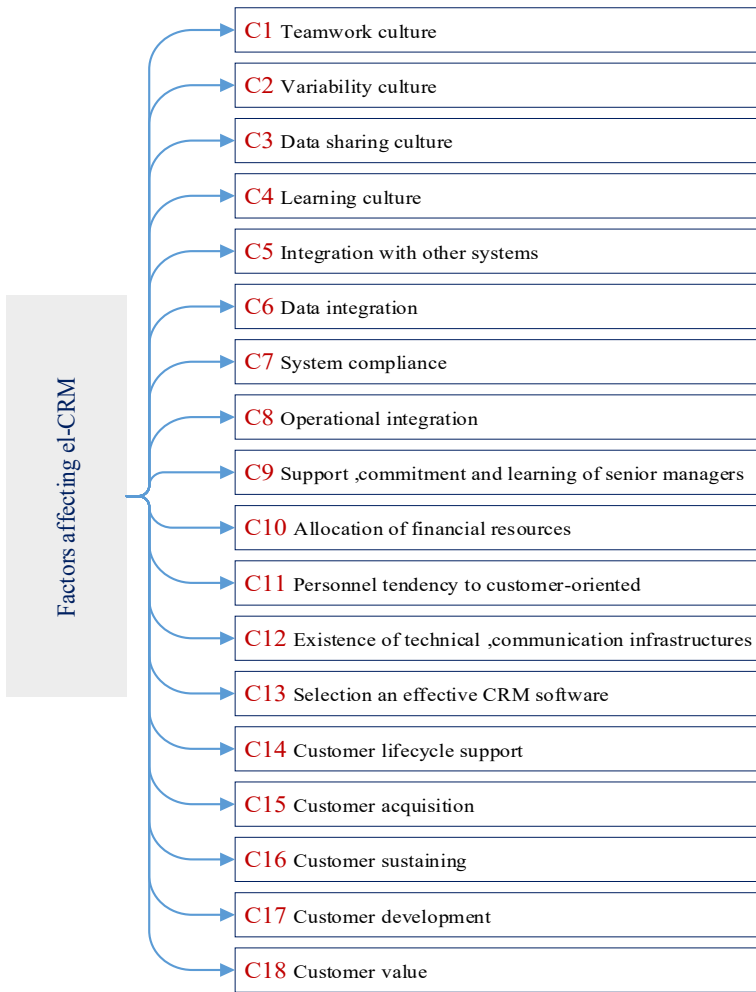 C1 Teamwork culture
C2 Variability culture
C3 Data sharing culture
C4 Learning culture
C5 Integration with other systems
C6 Data integration
C7 System compliance
C8 Operational integration
C9 Support ,commitment and learning of senior managers
C10 Allocation of financial resources
C11 Personnel tendency to customer-oriented
C12 Existence of technical ,communication infrastructures
C13 Selection an effective CRM software
C14 Customer lifecycle support
C15 Customer acquisition
C16 Customer sustaining
C17 Customer development
C18 Customer value
Factors affecting el-CRM